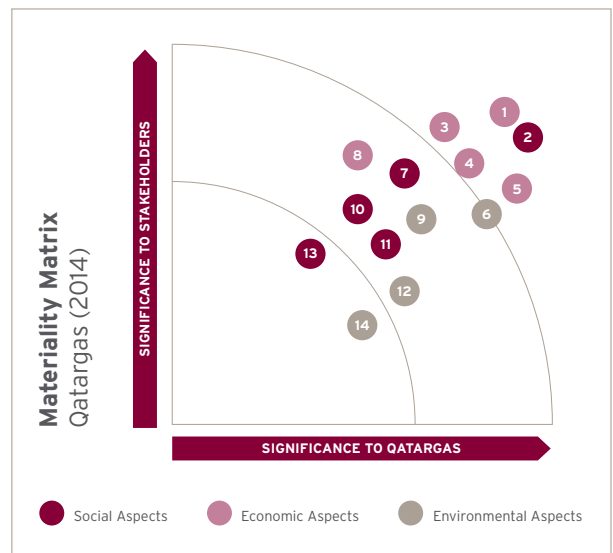 Materiality Matrix
Qatargas (2014)
SIGNIFICANCE TO STAKEHOLDERS
1
2
3
4
5
6
7
8
9
10
11
12
13
14
SIGNIFICANCE TO QATARGAS
Social Aspects
Economic Aspects
Environmental Aspects